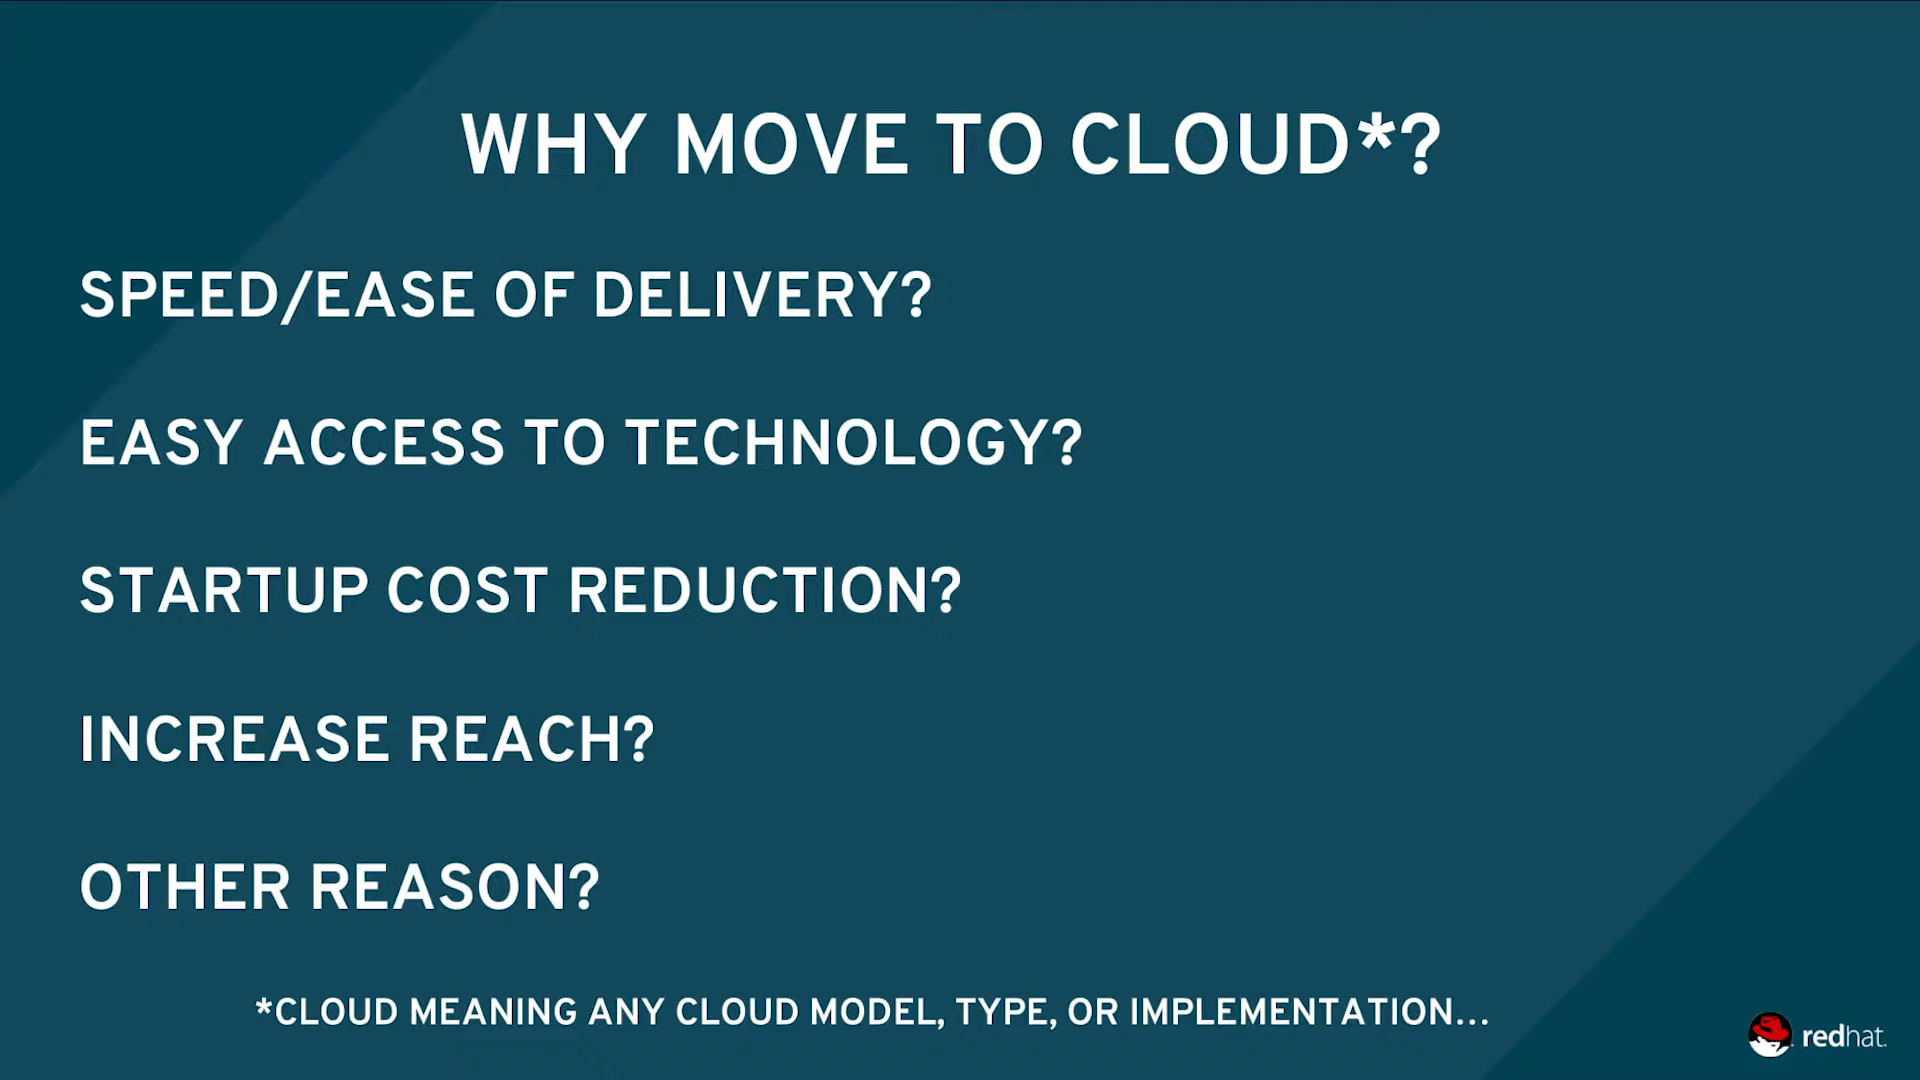 WHY MOVE TO CLOUD*?
SPEED/EASE OF DELIVERY?
EASY ACCESS TO TECHNOLOGY?
STARTUP COST REDUCTION?
INCREASE REACH?
OTHER REASON?
*CLOUD MEANING ANY CLOUD MODEL, TYPE, OR IMPLEMENTATION...
redhat.